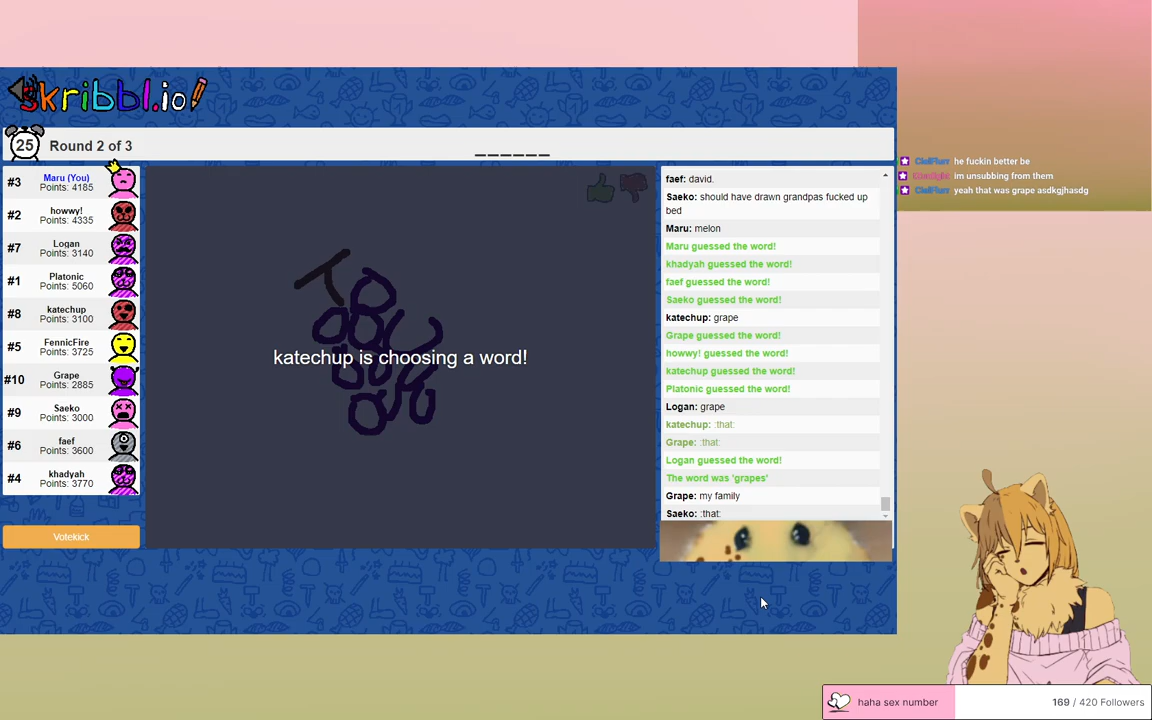 skribbl.io
25
Round 2 of 3
______
#3
Maru (You)
Points: 4185
#2
howwy!
Points: 4335
#7
Logan
Points: 3140
#1
Platonic
Points: 5060
#8
katechup
Points: 3100
#5
FennicFire
Points: 3725
#10
Grape
Points: 2885
#9
Saeko
Points: 3000
#6
faef
Points: 3600
#4
khadyah
Points: 3770
Votekick
katechup is choosing a word!
faef: david.
Saeko: should have drawn grandpas fucked up
bed
Maru: melon
Maru guessed the word!
khadyah guessed the word!
faef guessed the word!
Saeko guessed the word!
katechup: grape
Grape guessed the word!
howwy! guessed the word!
katechup guessed the word!
Platonic guessed the word!
Logan: grape
katechup: :that:
Grape: :that:
Logan guessed the word!
The word was 'grapes'
Grape: my family
Saeko: :that:
he fuckin better be
im unsubbing from them
yeah that was grape asdkgjhasdg
haha sex number
169 / 420 Followers